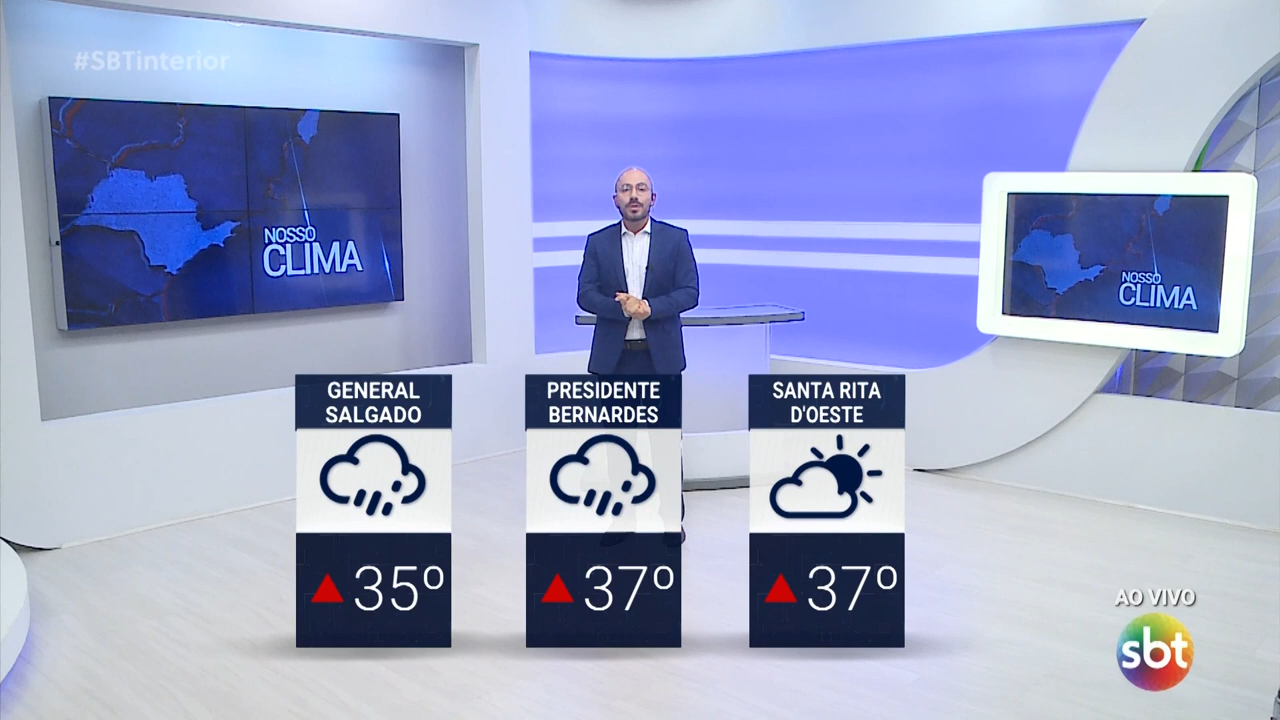 #SBTinterior
NOSSO
CLIMA
NOSSO
CLIMA
GENERAL
SALGADO
35º
PRESIDENTE
BERNARDES
37º
SANTA RITA
D'OESTE
37º
AO VIVO
sbt